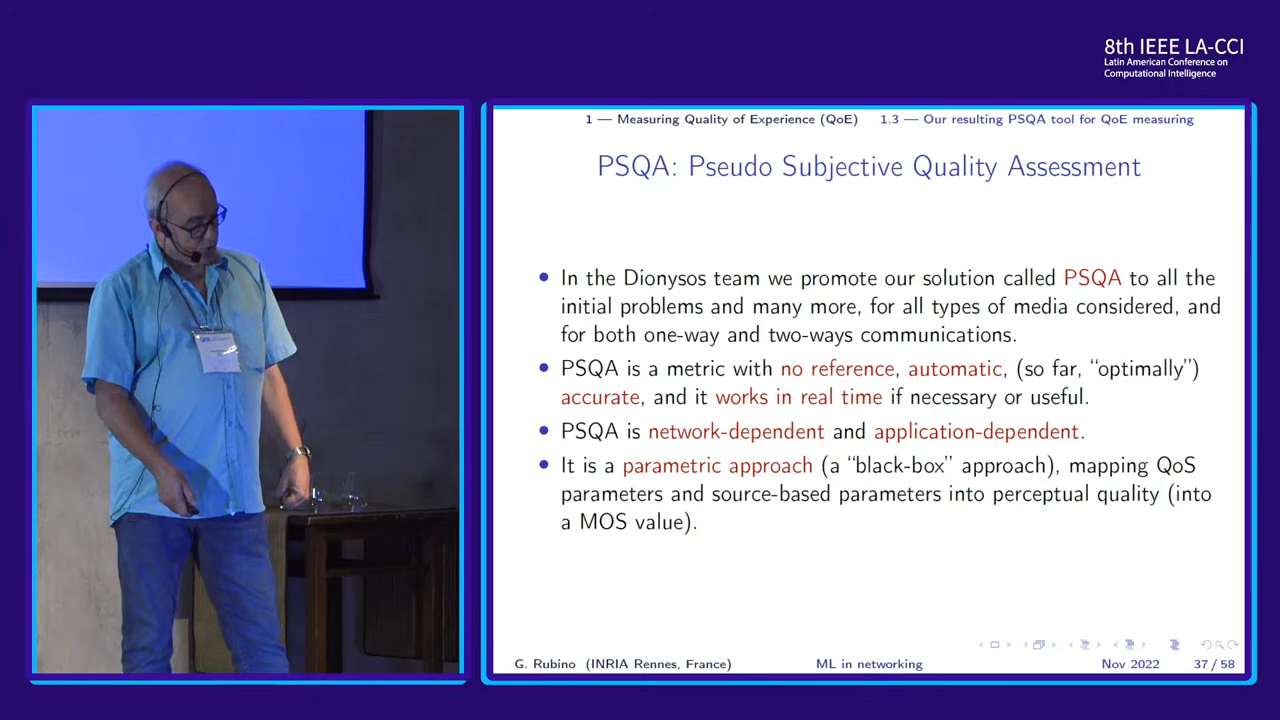 8th IEEE LA-CCI
Latin American Conference on
Computational Intelligence
1 — Measuring Quality of Experience (QoE) 1.3 — Our resulting PSQA tool for QoE measuring
PSQA: Pseudo Subjective Quality Assessment
• In the Dionysos team we promote our solution called PSQA to all the
initial problems and many more, for all types of media considered, and
for both one-way and two-ways communications.
• PSQA is a metric with no reference, automatic, (so far, “optimally”)
accurate, and it works in real time if necessary or useful.
• PSQA is network-dependent and application-dependent.
• It is a parametric approach (a “black-box” approach), mapping QoS
parameters and source-based parameters into perceptual quality (into
a MOS value).
G. Rubino (INRIA Rennes, France) ML in networking Nov 2022 37 / 58